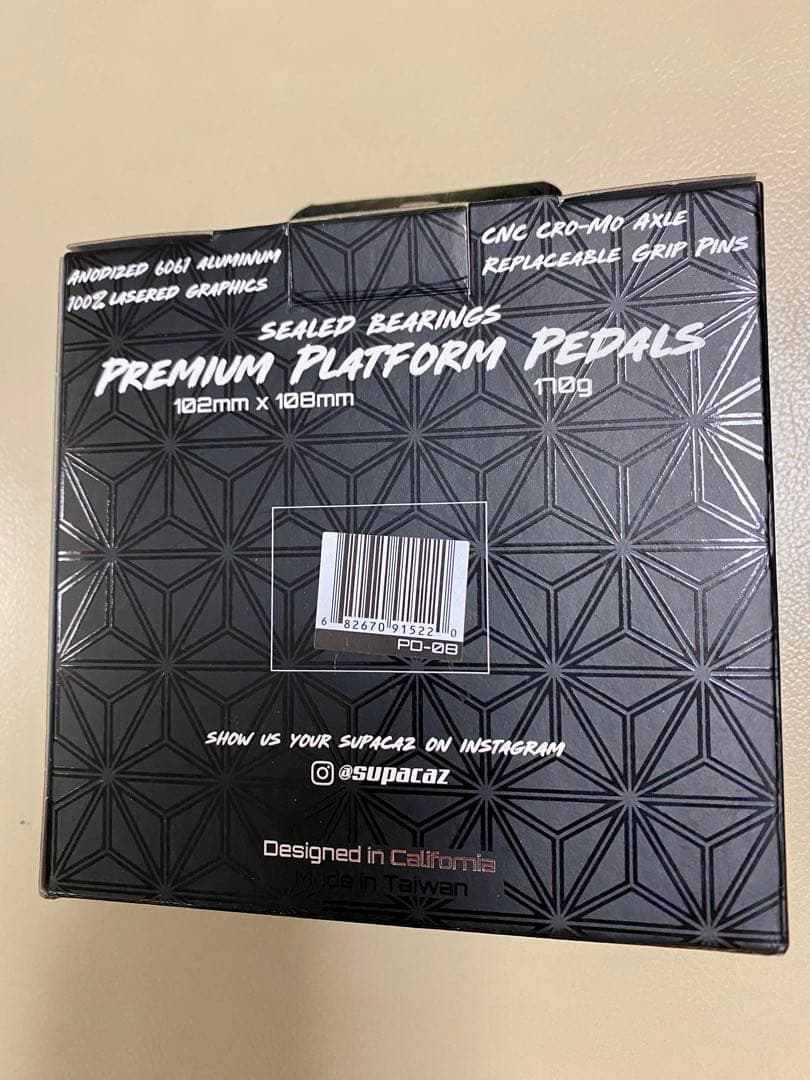 ANODIZED 6061 ALUMINUM
100% LASERED GRAPHICS
CNC CRO-MO AXLE
REPLACEABLE GRIP PINS
SEALED BEARINGS
PREMIUM PLATFORM PEDALS
102mm x 108mm
170g
6 82670 91522 0
PD-08
SHOW US YOUR SUPACAZ ON INSTAGRAM
@supacaz
Designed in California
Made in Taiwan